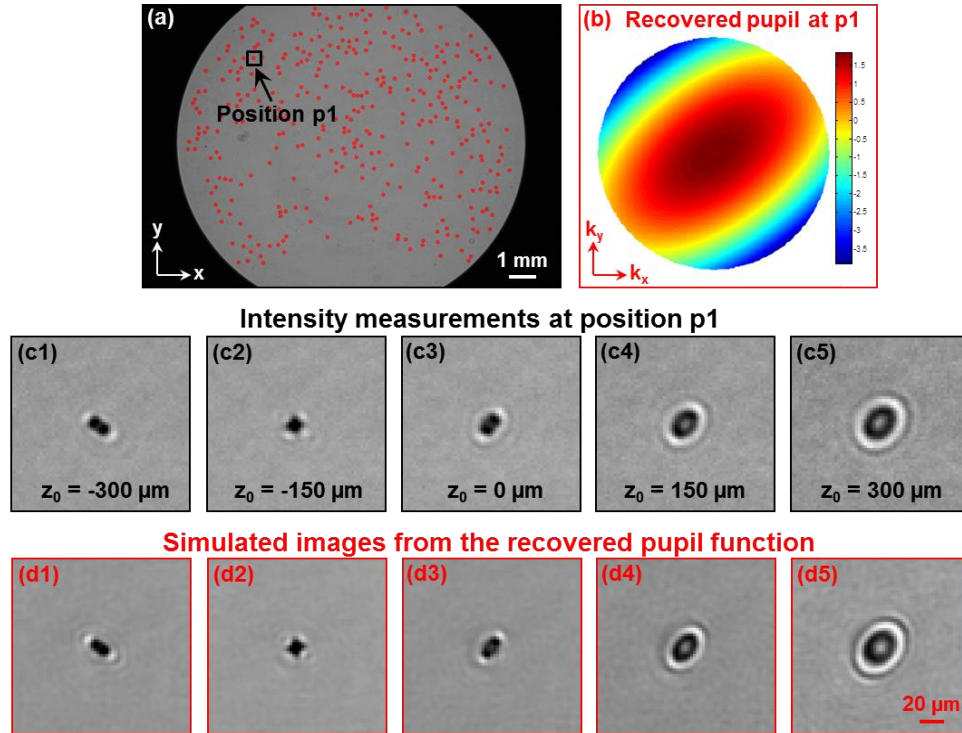 (a)
Position p1
y
x
1 mm
(b) Recovered pupil at p1
1.5
1
0.5
0
-0.5
-1
-1.5
-2
-2.5
-3
-3.5
ky
kx
Intensity measurements at position p1
(c1)
z0 = -300 µm
(c2)
z0 = -150 µm
(c3)
z0 = 0 µm
(c4)
z0 = 150 µm
(c5)
z0 = 300 µm
Simulated images from the recovered pupil function
(d1)
(d2)
(d3)
(d4)
(d5)
20 µm